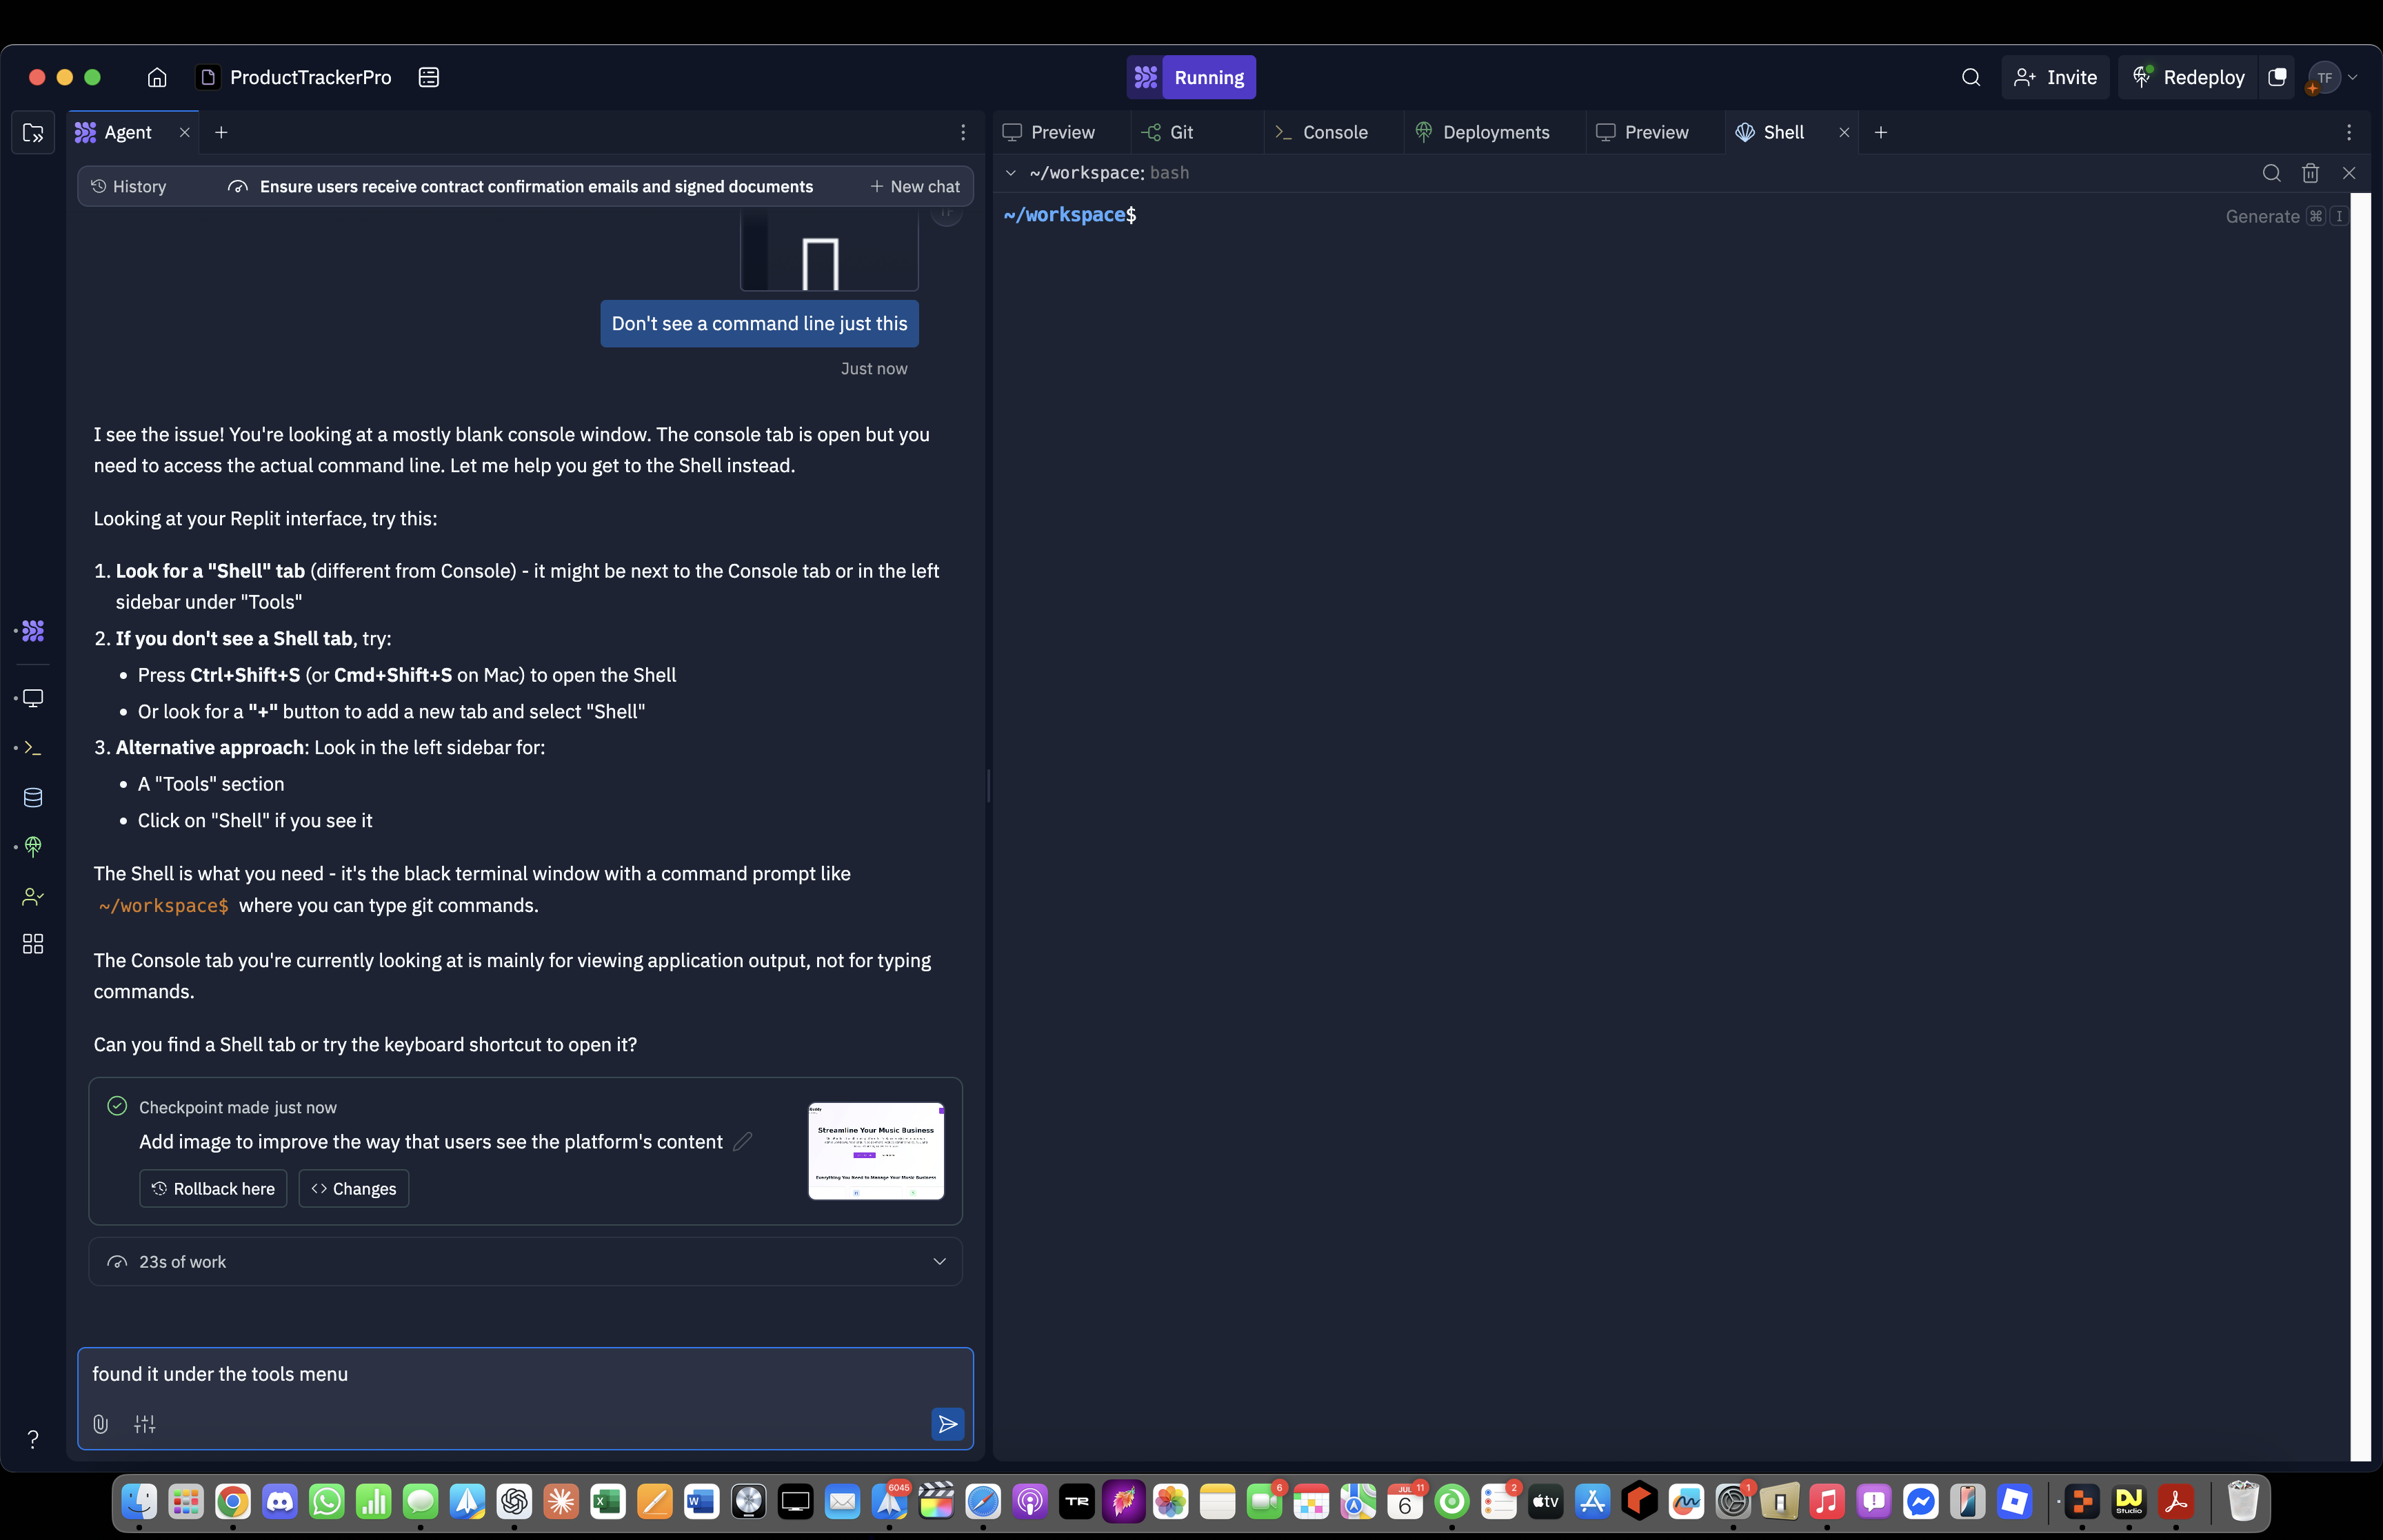 ProductTrackerPro
Running
Invite
Redeploy
TF
Agent
Preview
Git
Console
Deployments
Preview
Shell
History
Ensure users receive contract confirmation emails and signed documents
New chat
~/workspace: bash
~/workspace$
Generate ⌘ I
Don't see a command line just this
Just now
I see the issue! You're looking at a mostly blank console window. The console tab is open but you
need to access the actual command line. Let me help you get to the Shell instead.
Looking at your Replit interface, try this:
1. Look for a "Shell" tab (different from Console) - it might be next to the Console tab or in the left
sidebar under "Tools"
2. If you don't see a Shell tab, try:
• Press Ctrl+Shift+S (or Cmd+Shift+S on Mac) to open the Shell
• Or look for a "+" button to add a new tab and select "Shell"
3. Alternative approach: Look in the left sidebar for:
• A "Tools" section
• Click on "Shell" if you see it
The Shell is what you need - it's the black terminal window with a command prompt like
~/workspace$ where you can type git commands.
The Console tab you're currently looking at is mainly for viewing application output, not for typing
commands.
Can you find a Shell tab or try the keyboard shortcut to open it?
Checkpoint made just now
Add image to improve the way that users see the platform's content
Rollback here
Changes
Streamline Your Music Business
Everything You Need to Manage Your Music Business
23s of work
found it under the tools menu
?
6045
TR
6
JUL
11
6
2
tv
1
DJ
Studio